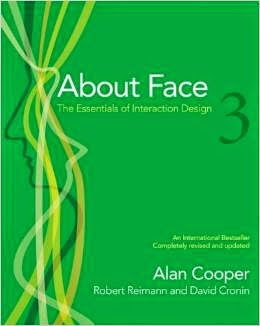 About Face
The Essentials of Interaction Design
3
An International Bestseller
Completely revised and updated
Alan Cooper
Robert Reimann and David Cronin